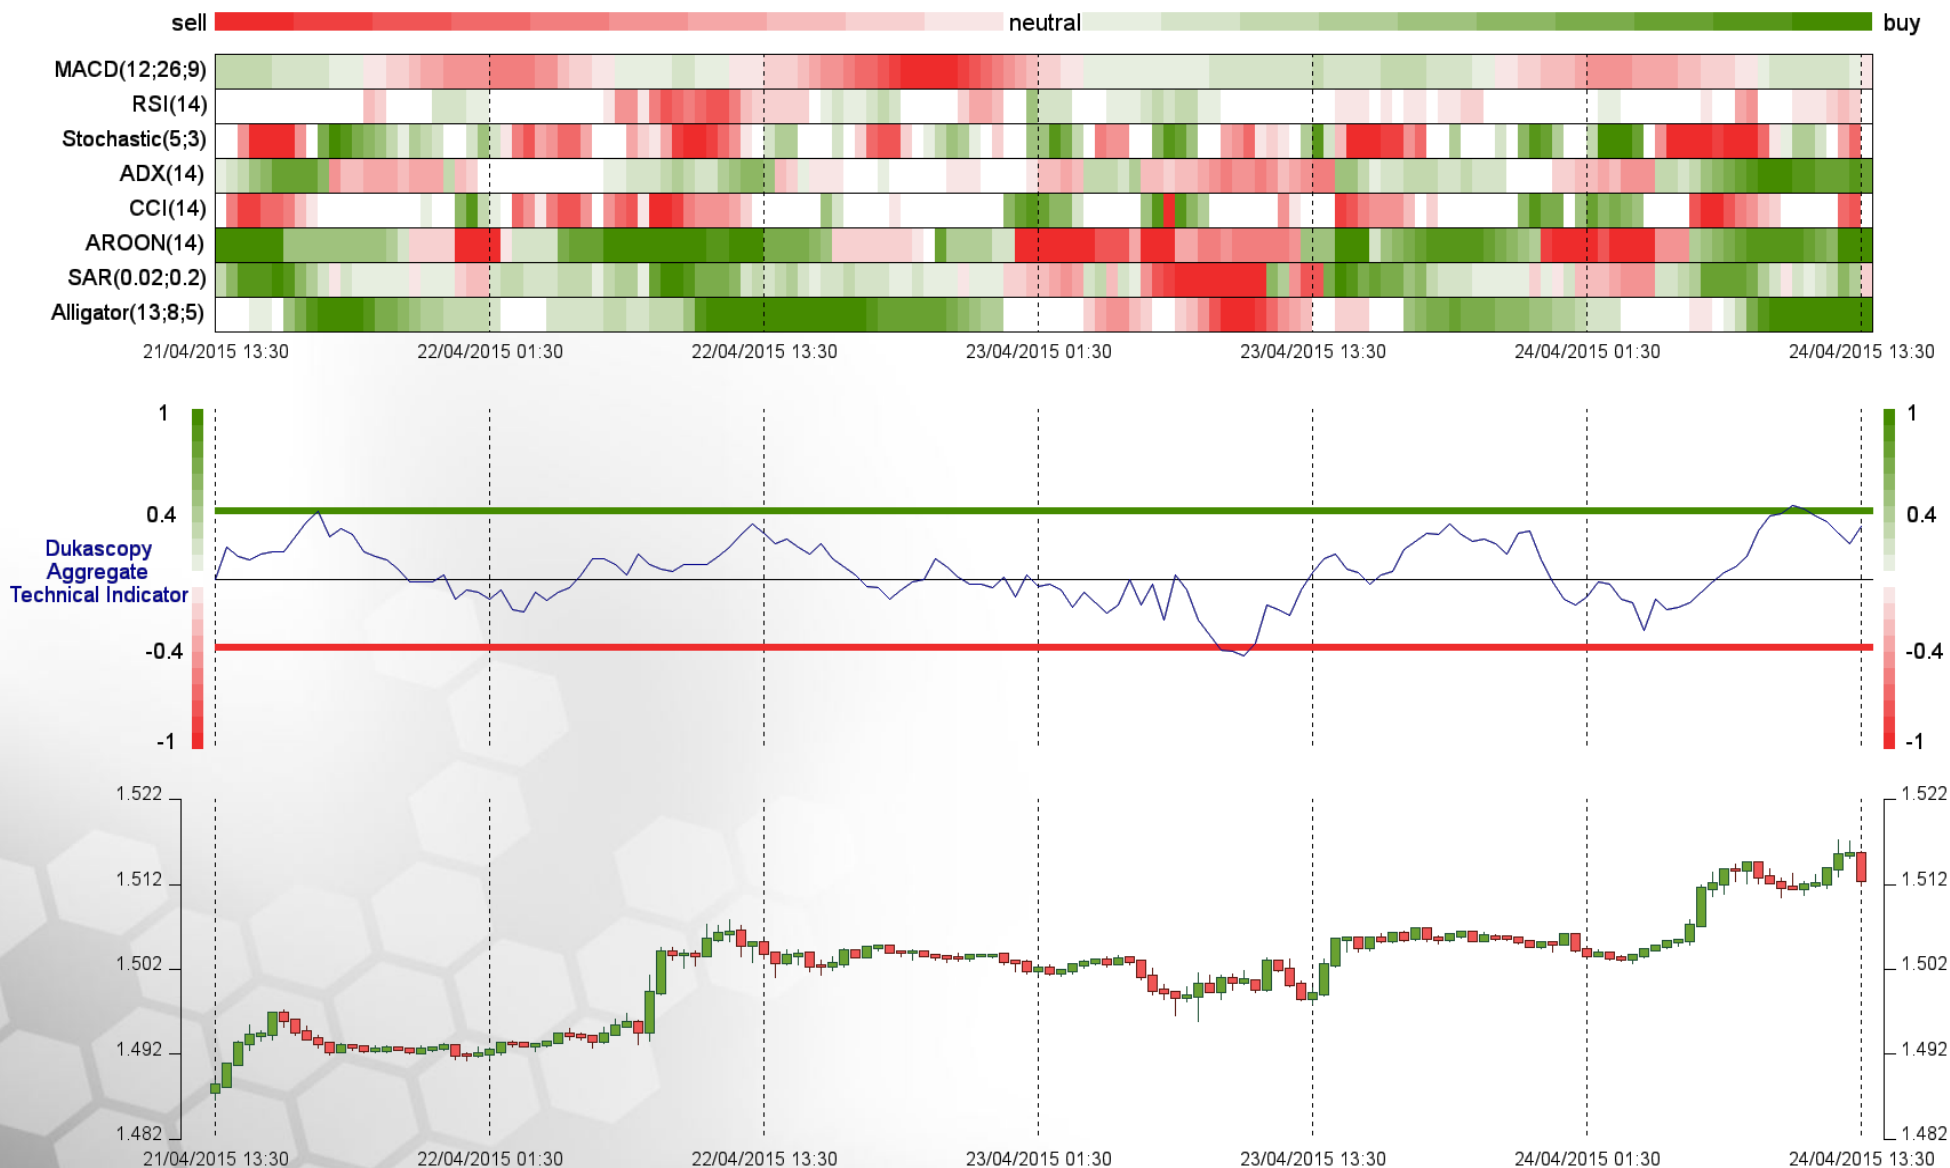 sell neutral buy
MACD(12;26;9)
RSI(14)
Stochastic(5;3)
ADX(14)
CCI(14)
AROON(14)
SAR(0.02;0.2)
Alligator(13;8;5)
21/04/2015 13:30 22/04/2015 01:30 22/04/2015 13:30 23/04/2015 01:30 23/04/2015 13:30 24/04/2015 01:30 24/04/2015 13:30
1 1
0.4 0.4
Dukascopy
Aggregate
Technical Indicator
-0.4 -0.4
-1 -1
1.522 1.522
1.512 1.512
1.502 1.502
1.492 1.492
1.482 1.482
21/04/2015 13:30 22/04/2015 01:30 22/04/2015 13:30 23/04/2015 01:30 23/04/2015 13:30 24/04/2015 01:30 24/04/2015 13:30